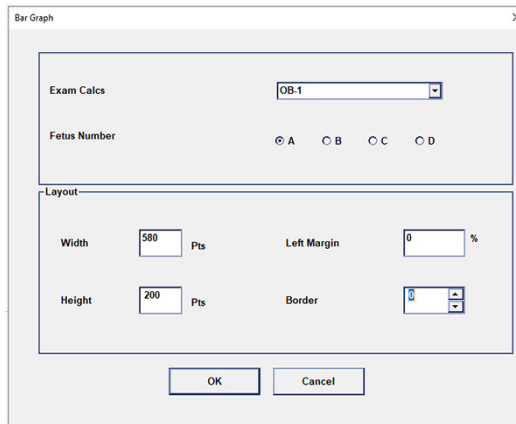 Bar Graph
Exam Calcs OB-1
Fetus Number A B C D
Layout
Width 580 Pts Left Margin 0 %
Height 200 Pts Border 0
OK Cancel